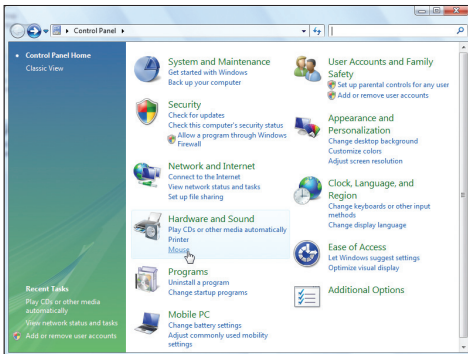 Control Panel
Control Panel Home
Classic View
System and Maintenance
Get started with Windows
Back up your computer
Security
Check for updates
Check this computer's security status
Allow a program through Windows
Firewall
Network and Internet
Connect to the Internet
View network status and tasks
Set up file sharing
Hardware and Sound
Play CDs or other media automatically
Printer
Mouse
Programs
Uninstall a program
Change startup programs
Mobile PC
Change battery settings
Adjust commonly used mobility
settings
User Accounts and Family
Safety
Set up parental controls for any user
Add or remove user accounts
Appearance and
Personalization
Change desktop background
Customize colors
Adjust screen resolution
Clock, Language, and
Region
Change keyboards or other input
methods
Change display language
Ease of Access
Let Windows suggest settings
Optimize visual display
Additional Options
Recent Tasks
Play CDs or other media
automatically
View network status and tasks
Add or remove user accounts